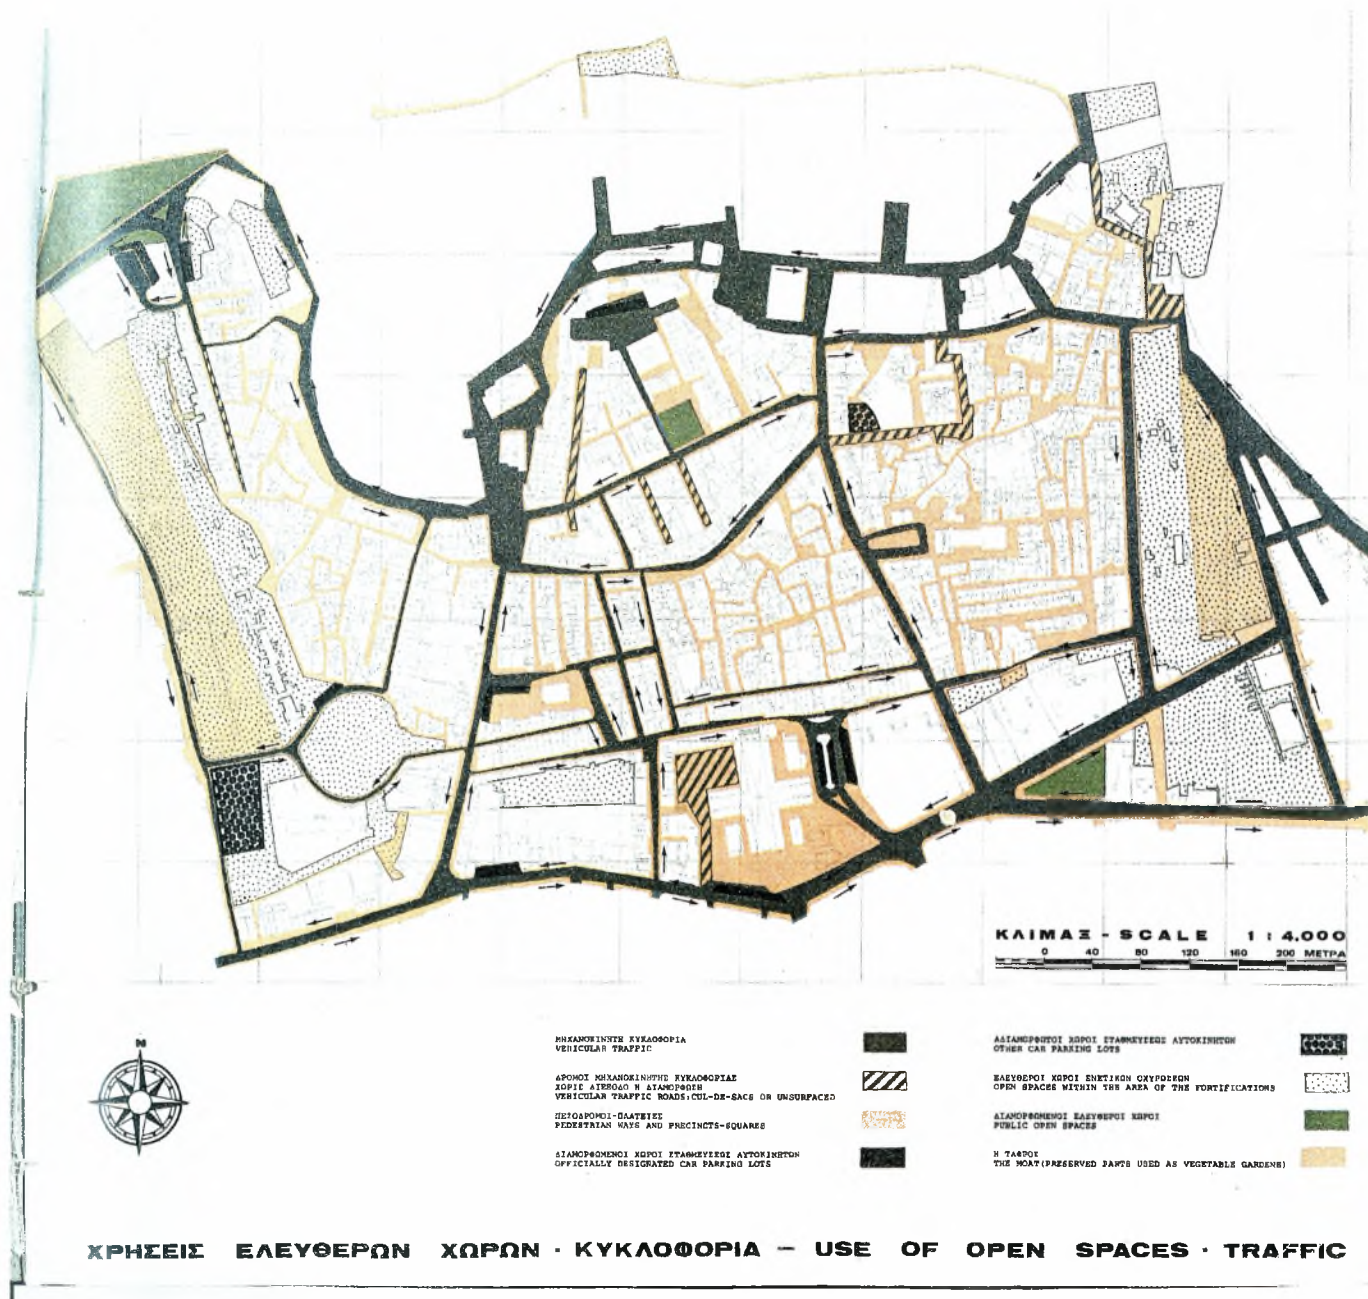 ΚΛΙΜΑΞ - SCALE 1 : 4.000
0 40 80 120 160 200 ΜΕΤΡΑ
N
ΜΗΧΑΝΟΚΙΝΗΤΗ ΚΥΚΛΟΦΟΡΙΑ
VEHICULAR TRAFFIC
ΔΡΟΜΟΙ ΜΗΧΑΝΟΚΙΝΗΤΗΣ ΚΥΚΛΟΦΟΡΙΑΣ
ΧΩΡΙΣ ΔΙΕΞΟΔΟ Η ΔΙΑΜΟΡΦΩΣΗ
VEHICULAR TRAFFIC ROADS:CUL-DE-SACS OR UNSURFACED
ΠΕΖΟΔΡΟΜΟΙ-ΠΛΑΤΕΙΕΣ
PEDESTRIAN WAYS AND PRECINCTS-SQUARES
ΔΙΑΜΟΡΦΩΜΕΝΟΙ ΧΩΡΟΙ ΣΤΑΘΜΕΥΣΕΩΣ ΑΥΤΟΚΙΝΗΤΩΝ
OFFICIALLY DESIGNATED CAR PARKING LOTS
ΑΔΙΑΜΟΡΦΩΤΟΙ ΧΩΡΟΙ ΣΤΑΘΜΕΥΣΕΩΣ ΑΥΤΟΚΙΝΗΤΩΝ
OTHER CAR PARKING LOTS
ΕΛΕΥΘΕΡΟΙ ΧΩΡΟΙ ΕΝΕΤΙΚΩΝ ΟΧΥΡΩΣΕΩΝ
OPEN SPACES WITHIN THE AREA OF THE FORTIFICATIONS
ΔΙΑΜΟΡΦΩΜΕΝΟΙ ΕΛΕΥΘΕΡΟΙ ΧΩΡΟΙ
PUBLIC OPEN SPACES
Η ΤΑΦΡΟΣ
THE MOAT(PRESERVED PARTS USED AS VEGETABLE GARDENS)
ΧΡΗΣΕΙΣ ΕΛΕΥΘΕΡΩΝ ΧΩΡΩΝ · ΚΥΚΛΟΦΟΡΙΑ – USE OF OPEN SPACES · TRAFFIC